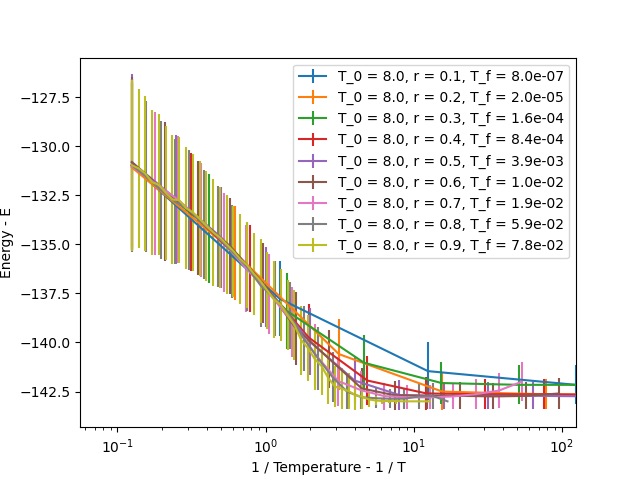 T_0 = 8.0, r = 0.1, T_f = 8.0e-07
T_0 = 8.0, r = 0.2, T_f = 2.0e-05
T_0 = 8.0, r = 0.3, T_f = 1.6e-04
T_0 = 8.0, r = 0.4, T_f = 8.4e-04
T_0 = 8.0, r = 0.5, T_f = 3.9e-03
T_0 = 8.0, r = 0.6, T_f = 1.0e-02
T_0 = 8.0, r = 0.7, T_f = 1.9e-02
T_0 = 8.0, r = 0.8, T_f = 5.9e-02
T_0 = 8.0, r = 0.9, T_f = 7.8e-02
Energy - E
−127.5
−130.0
−132.5
−135.0
−137.5
−140.0
−142.5
10⁻¹ 10⁰ 10¹ 10²
1 / Temperature - 1 / T